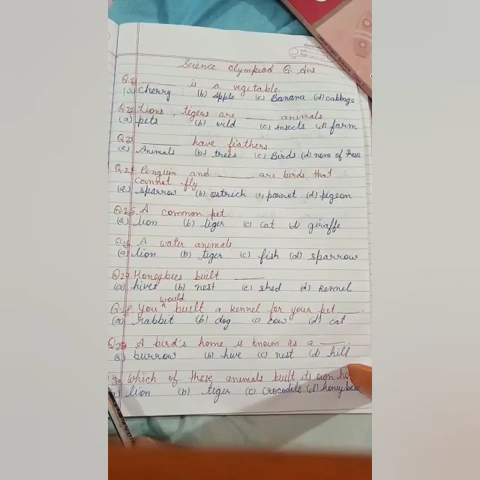 Science Olympiad Q. Ans
Q.21 ____ is a vegetable
(a) cherry (b) Apple (c) Banana (d) cabbage
Q.22 Lions, tigers are ____ animals
(a) pets (b) wild (c) insects (d) farm
Q.23 ____ have feathers
(a) Animals (b) trees (c) Birds (d) none of these
Q.24 Penguin and ____ are birds that
cannot fly
(a) sparrow (b) ostrich (c) parrot (d) pigeon
Q.25. A common pet
(a) lion (b) tiger (c) cat (d) giraffe
Q.26. A water animals
(a) lion (b) tiger (c) fish (d) sparrow
Q.27. Honeybees built ____
(a) hives (b) nest (c) shed (d) Kennel
Q.28 You would built a kennel for your pet ____
(a) rabbit (b) dog (c) cow (d) cat
Q.29 A bird's home is known as a ____.
(a) burrow (b) hive (c) nest (d) hill
30 Which of these animals built its own
lion (b) tiger (c) crocodile (d) honeybee